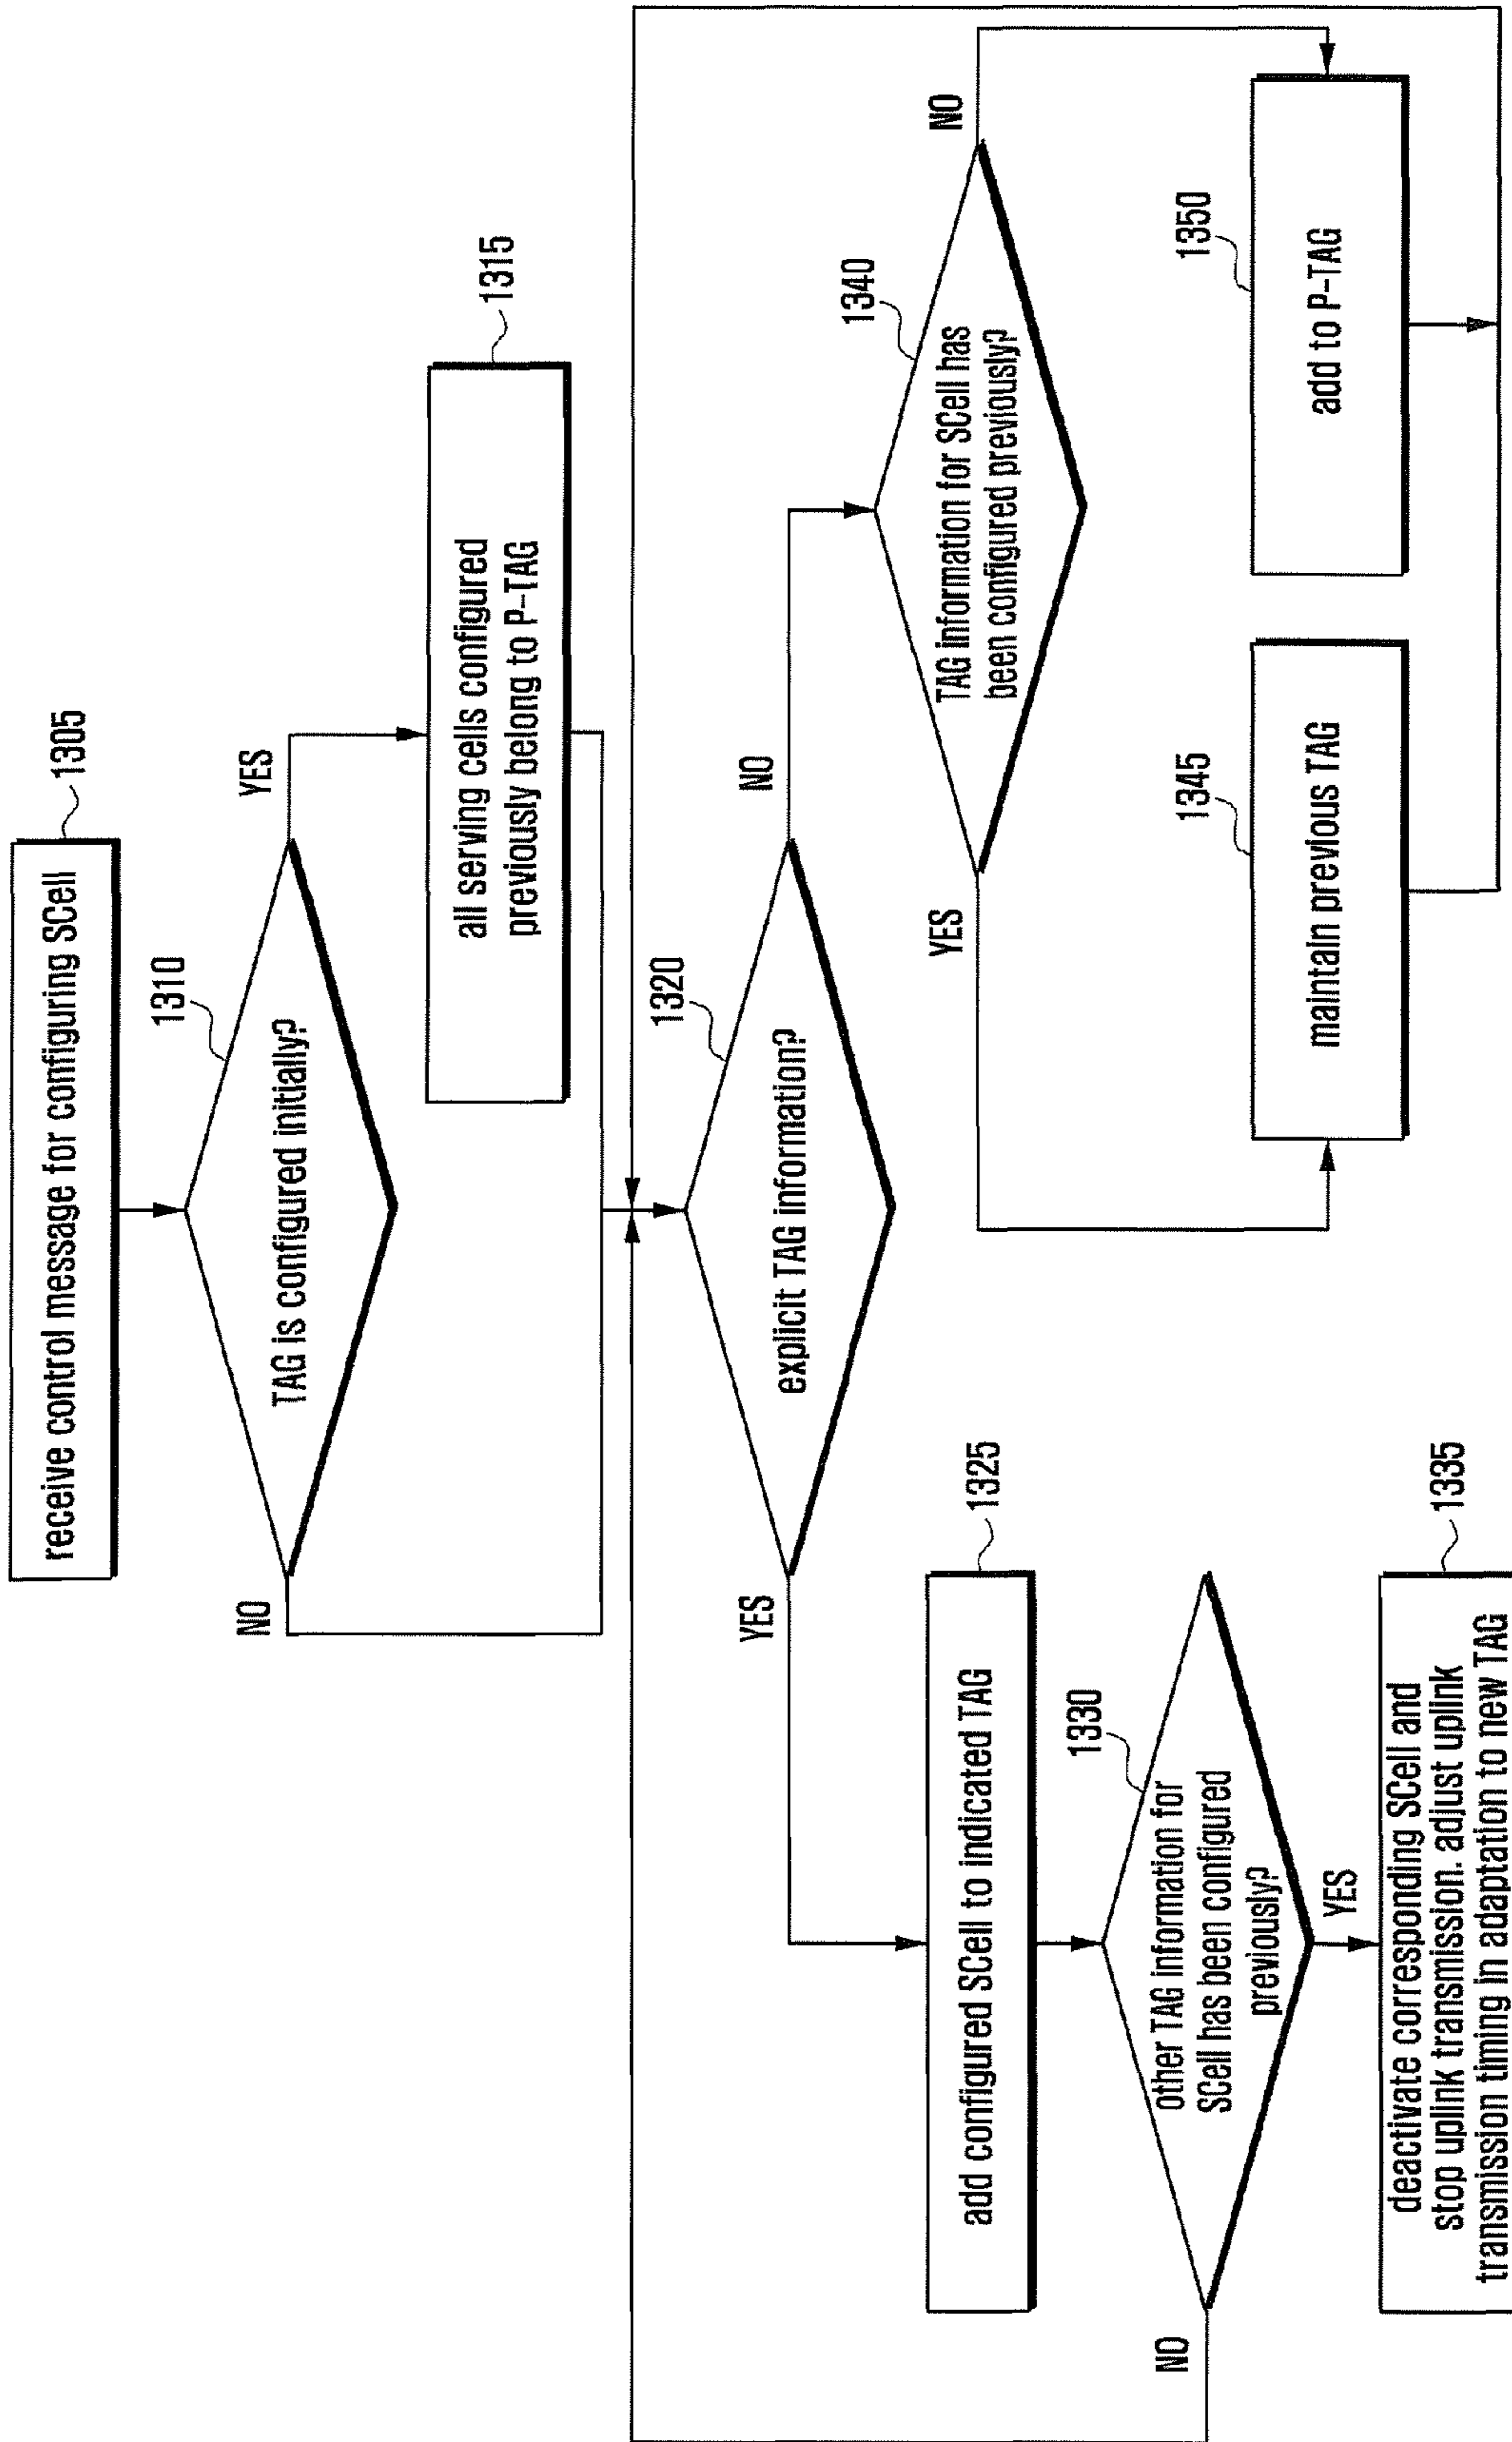 receive control message for configuring SCell
1305
1310
TAG is configured initially?
YES
NO
all serving cells configured
previously belong to P-TAG
1315
1320
explicit TAG information?
YES
NO
add configured SCell to indicated TAG
1325
1330
other TAG information for
SCell has been configured
previously?
NO
YES
deactivate corresponding SCell and
stop uplink transmission. adjust uplink
transmission timing in adaptation to new TAG
1335
1340
TAG information for SCell has
been configured previously?
YES
NO
maintain previous TAG
1345
add to P-TAG
1350